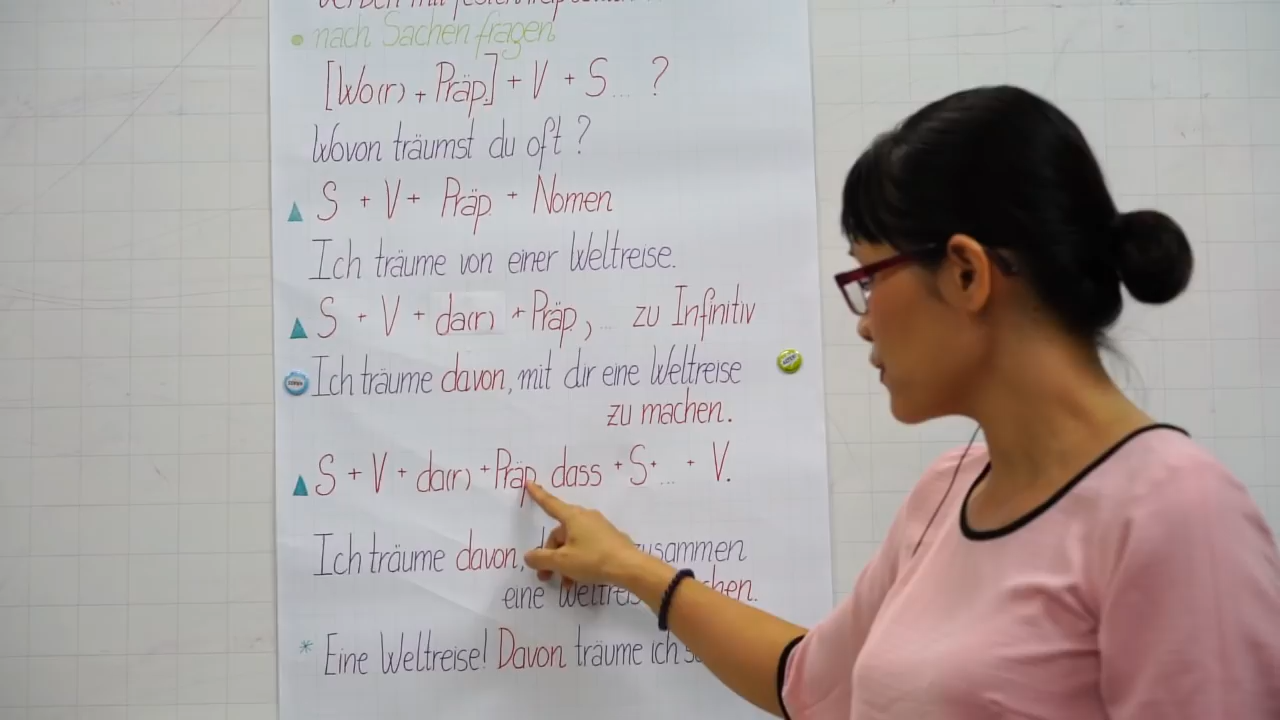 nach Sachen fragen
[Wo(r) + Präp.] + V + S... ?
Wovon träumst du oft ?
S + V + Präp. + Nomen
Ich träume von einer Weltreise.
S + V + da(r) + Präp., ... zu Infinitiv
Ich träume davon, mit dir eine Weltreise
zu machen.
S + V + da(r) + Präp dass + S + ... + V.
Ich träume davon, zusammen
eine
* Eine Weltreise! Davon träume ich